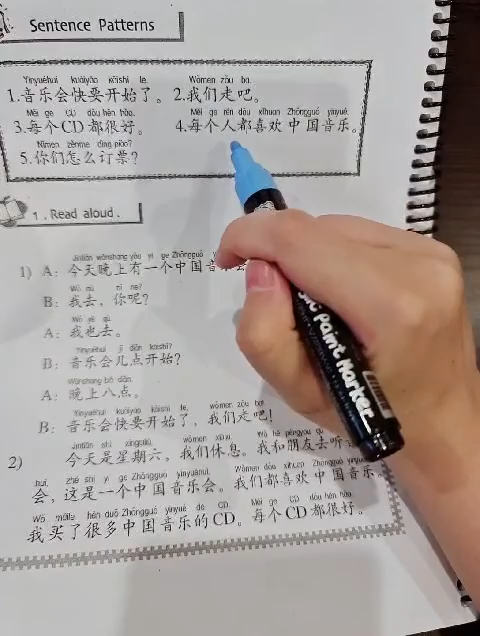 Sentence Patterns
Yīnyuèhuì kuàiyào kāishǐ le. Wǒmen zǒu ba.
1.音乐会快要开始了。 2.我们走吧。
Měi ge CD dōu hěn hǎo. Měi ge rén dōu xǐhuan Zhōngguó yīnyuè.
3.每个CD都很好。 4.每个人都喜欢中国音乐。
Nǐmen zěnme dìng piào?
5.你们怎么订票?
1. Read aloud.
Jīntiān wǎnshang yǒu yí ge Zhōngguó
1) A: 今天晚上有一个中国音
Wǒ qù nǐ ne?
B: 我去,你呢?
Wǒ yě qù
A: 我也去。
Yīnyuèhuì jǐ diǎn kāishǐ?
B: 音乐会几点开始?
Wǎnshang bā diǎn.
A: 晚上八点。
Yīnyuèhuì kuàiyào kāishǐ le, wǒmen zǒu ba!
B: 音乐会快要开始了,我们走吧!
Jīntiān shì xīngqīliù, wǒmen xiūxi. Wǒ hé péngyou qù
2) 今天是星期六,我们休息。我和朋友去听
huì, zhè shì yí ge Zhōngguó yīnyuèhuì. Wǒmen dōu xǐhuan Zhōngguó yīnyuè.
会,这是一个中国音乐会。我们都喜欢中国音乐。
Wǒ mǎile hěn duō Zhōngguó yīnyuè de CD. Měi ge CD dōu hěn hǎo.
我买了很多中国音乐的CD。每个CD都很好。
Paint Marker